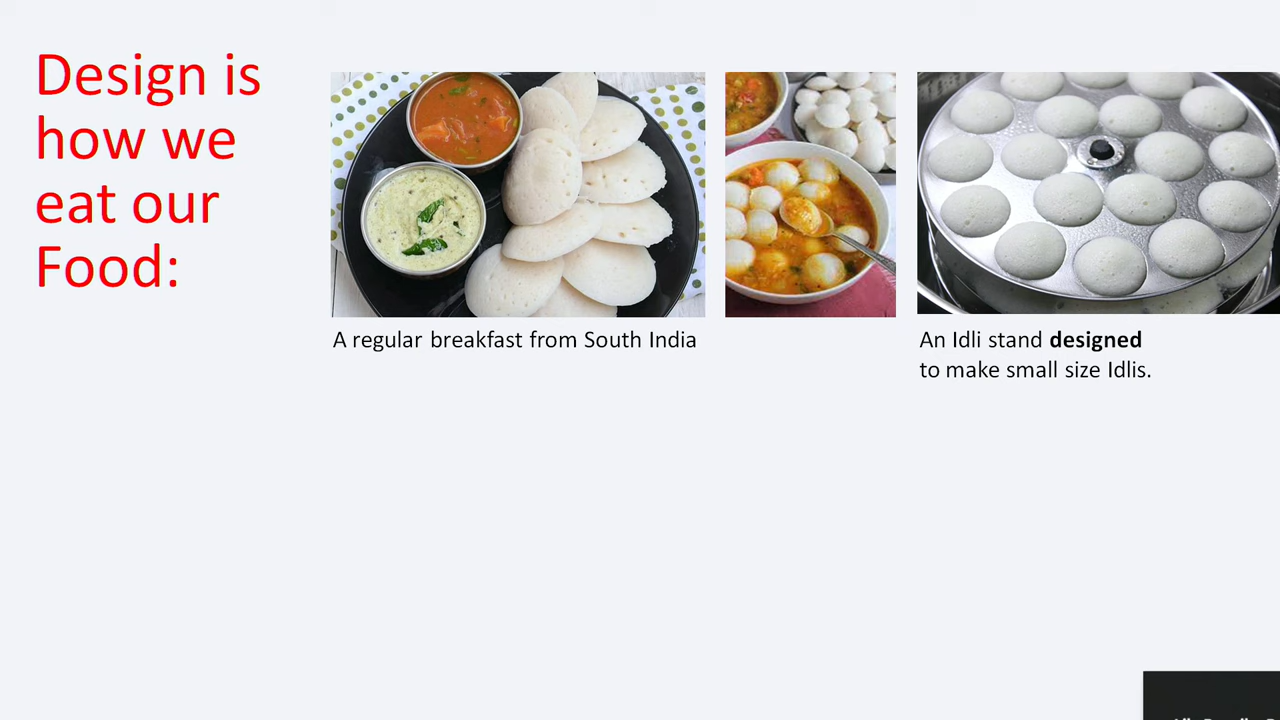 Design is
how we
eat our
Food:
A regular breakfast from South India
An Idli stand designed
to make small size Idlis.